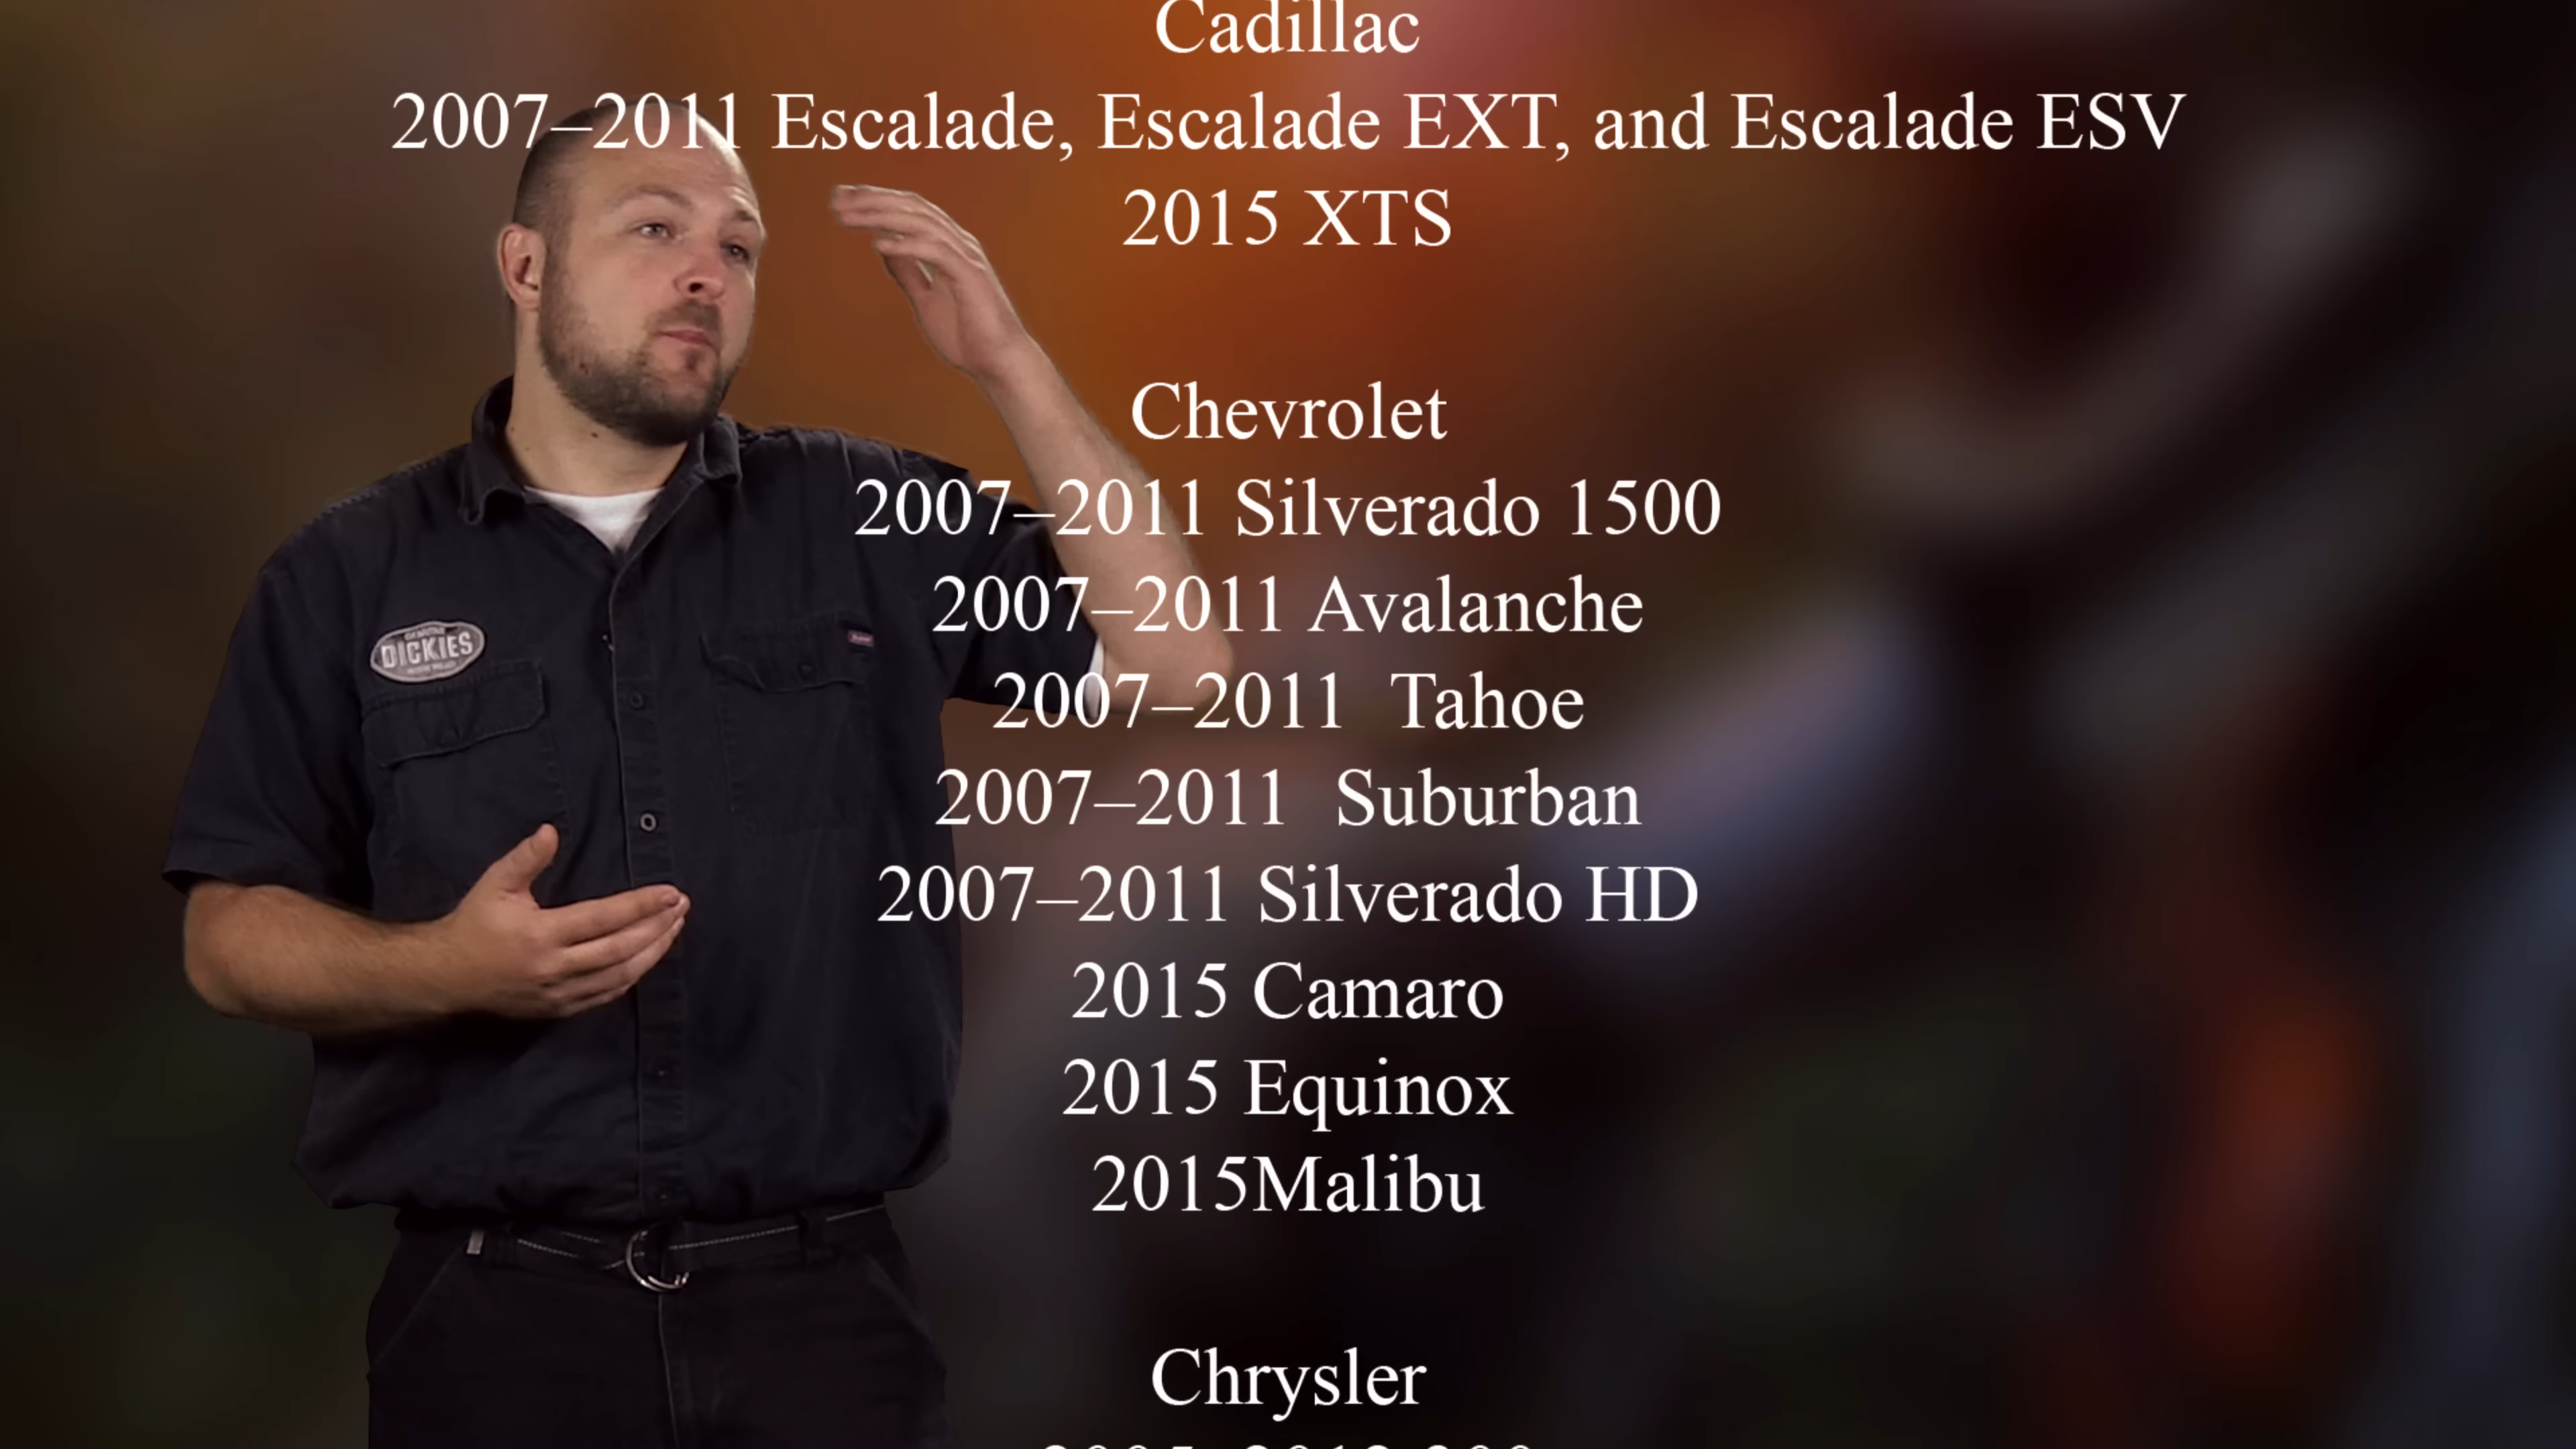 Cadillac
2007–2011 Escalade, Escalade EXT, and Escalade ESV
2015 XTS
Chevrolet
2007–2011 Silverado 1500
2007–2011 Avalanche
2007–2011 Tahoe
2007–2011 Suburban
2007–2011 Silverado HD
2015 Camaro
2015 Equinox
2015Malibu
DICKIES
Chrysler